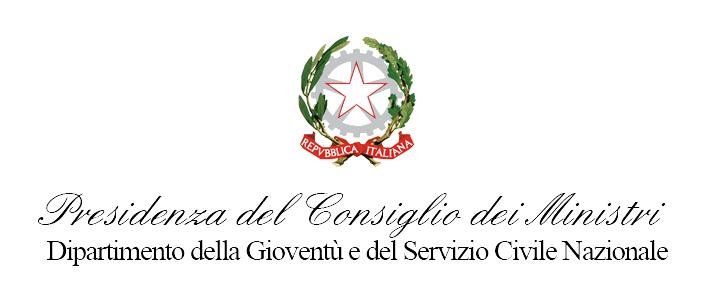 REPVBBLICA ITALIANA
Presidenza del Consiglio dei Ministri
Dipartimento della Gioventù e del Servizio Civile Nazionale